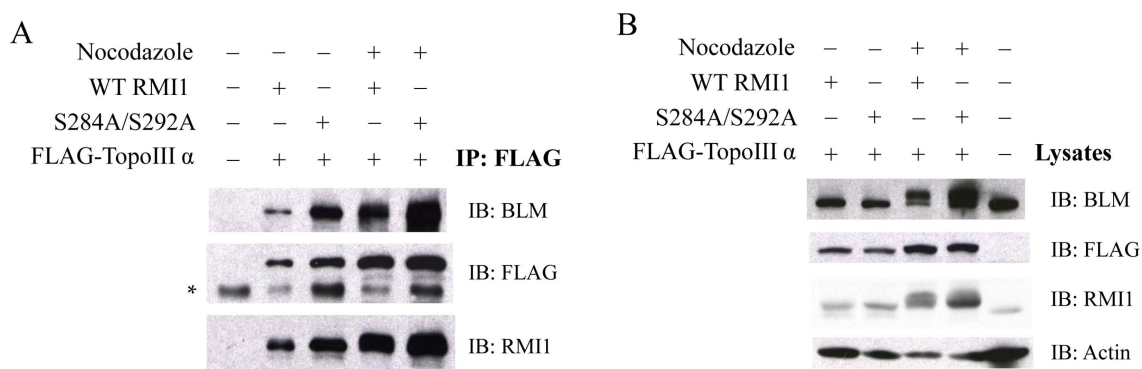 A
Nocodazole – – – + +
WT RMI1 – + – + –
S284A/S292A – – + – +
FLAG-TopoIII α – + + + + IP: FLAG
IB: BLM
IB: FLAG
*
IB: RMI1
B
Nocodazole – – + + –
WT RMI1 + – + – –
S284A/S292A – + – + –
FLAG-TopoIII α + + + + – Lysates
IB: BLM
IB: FLAG
IB: RMI1
IB: Actin